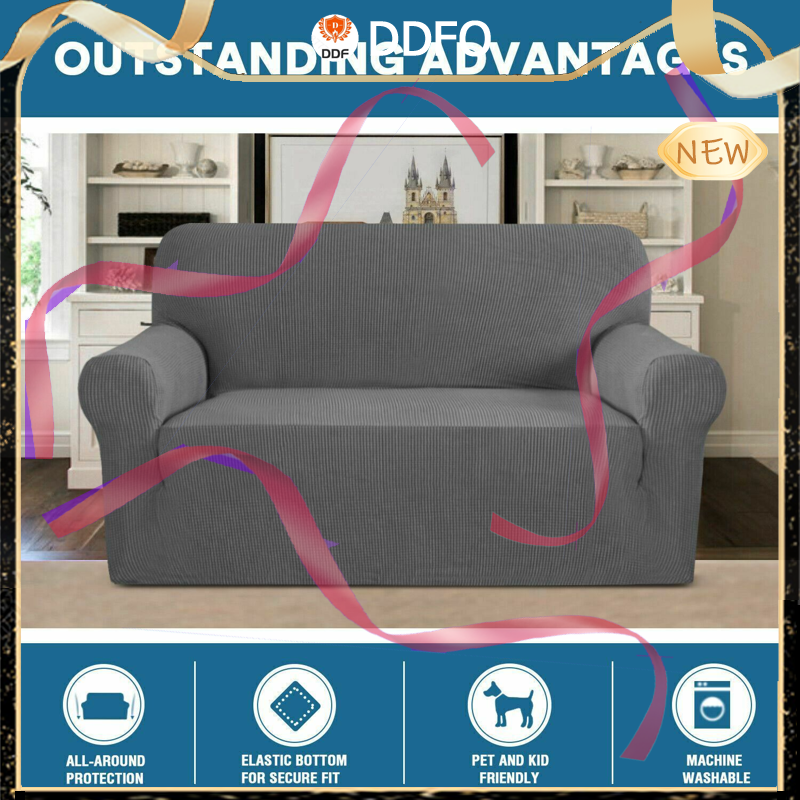 DDFO
DDF
OUTSTANDING ADVANTAGES
NEW
ALL-AROUND
PROTECTION
ELASTIC BOTTOM
FOR SECURE FIT
PET AND KID
FRIENDLY
MACHINE
WASHABLE